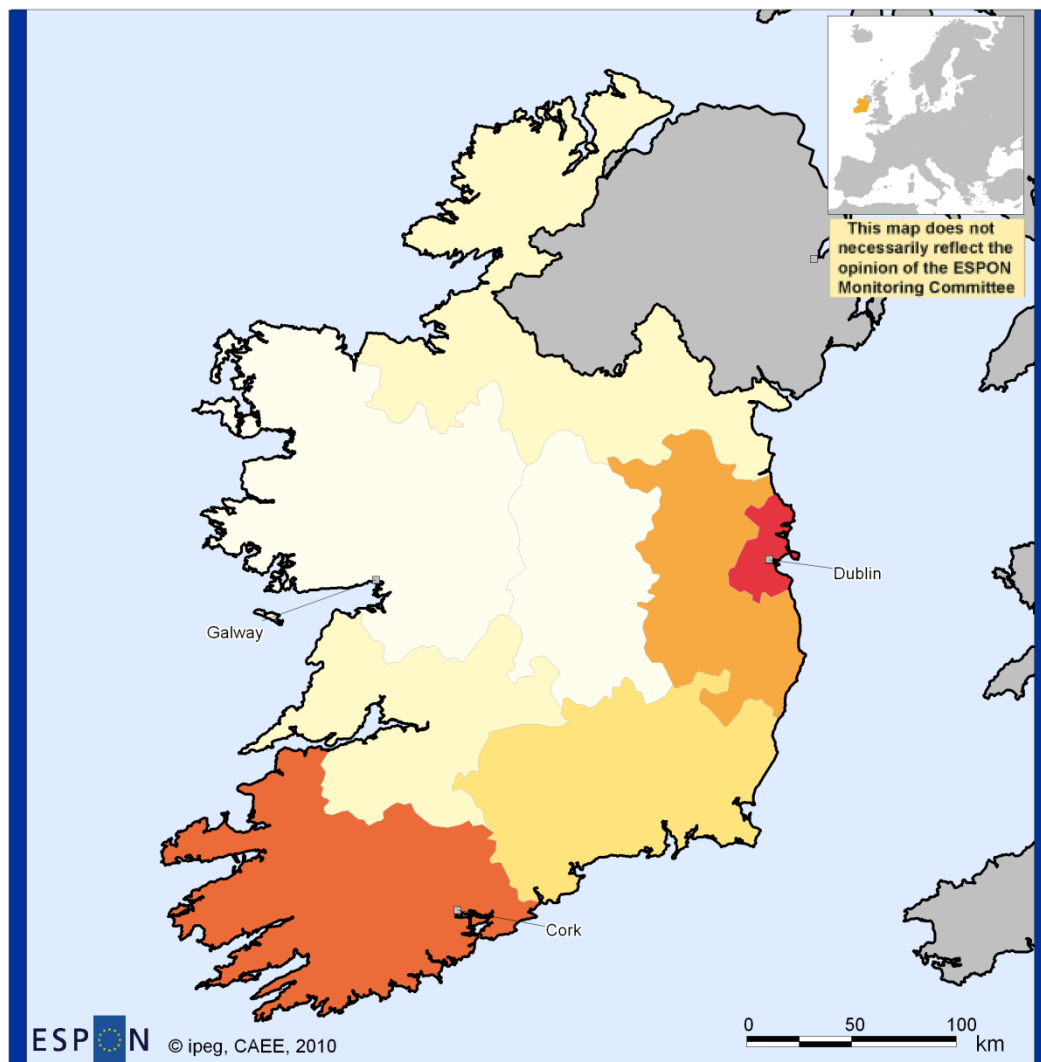 This map does not
necessarily reflect the
opinion of the ESPON
Monitoring Committee
Dublin
Galway
Cork
ESPON © ipeg, CAEE, 2010
0 50 100
km